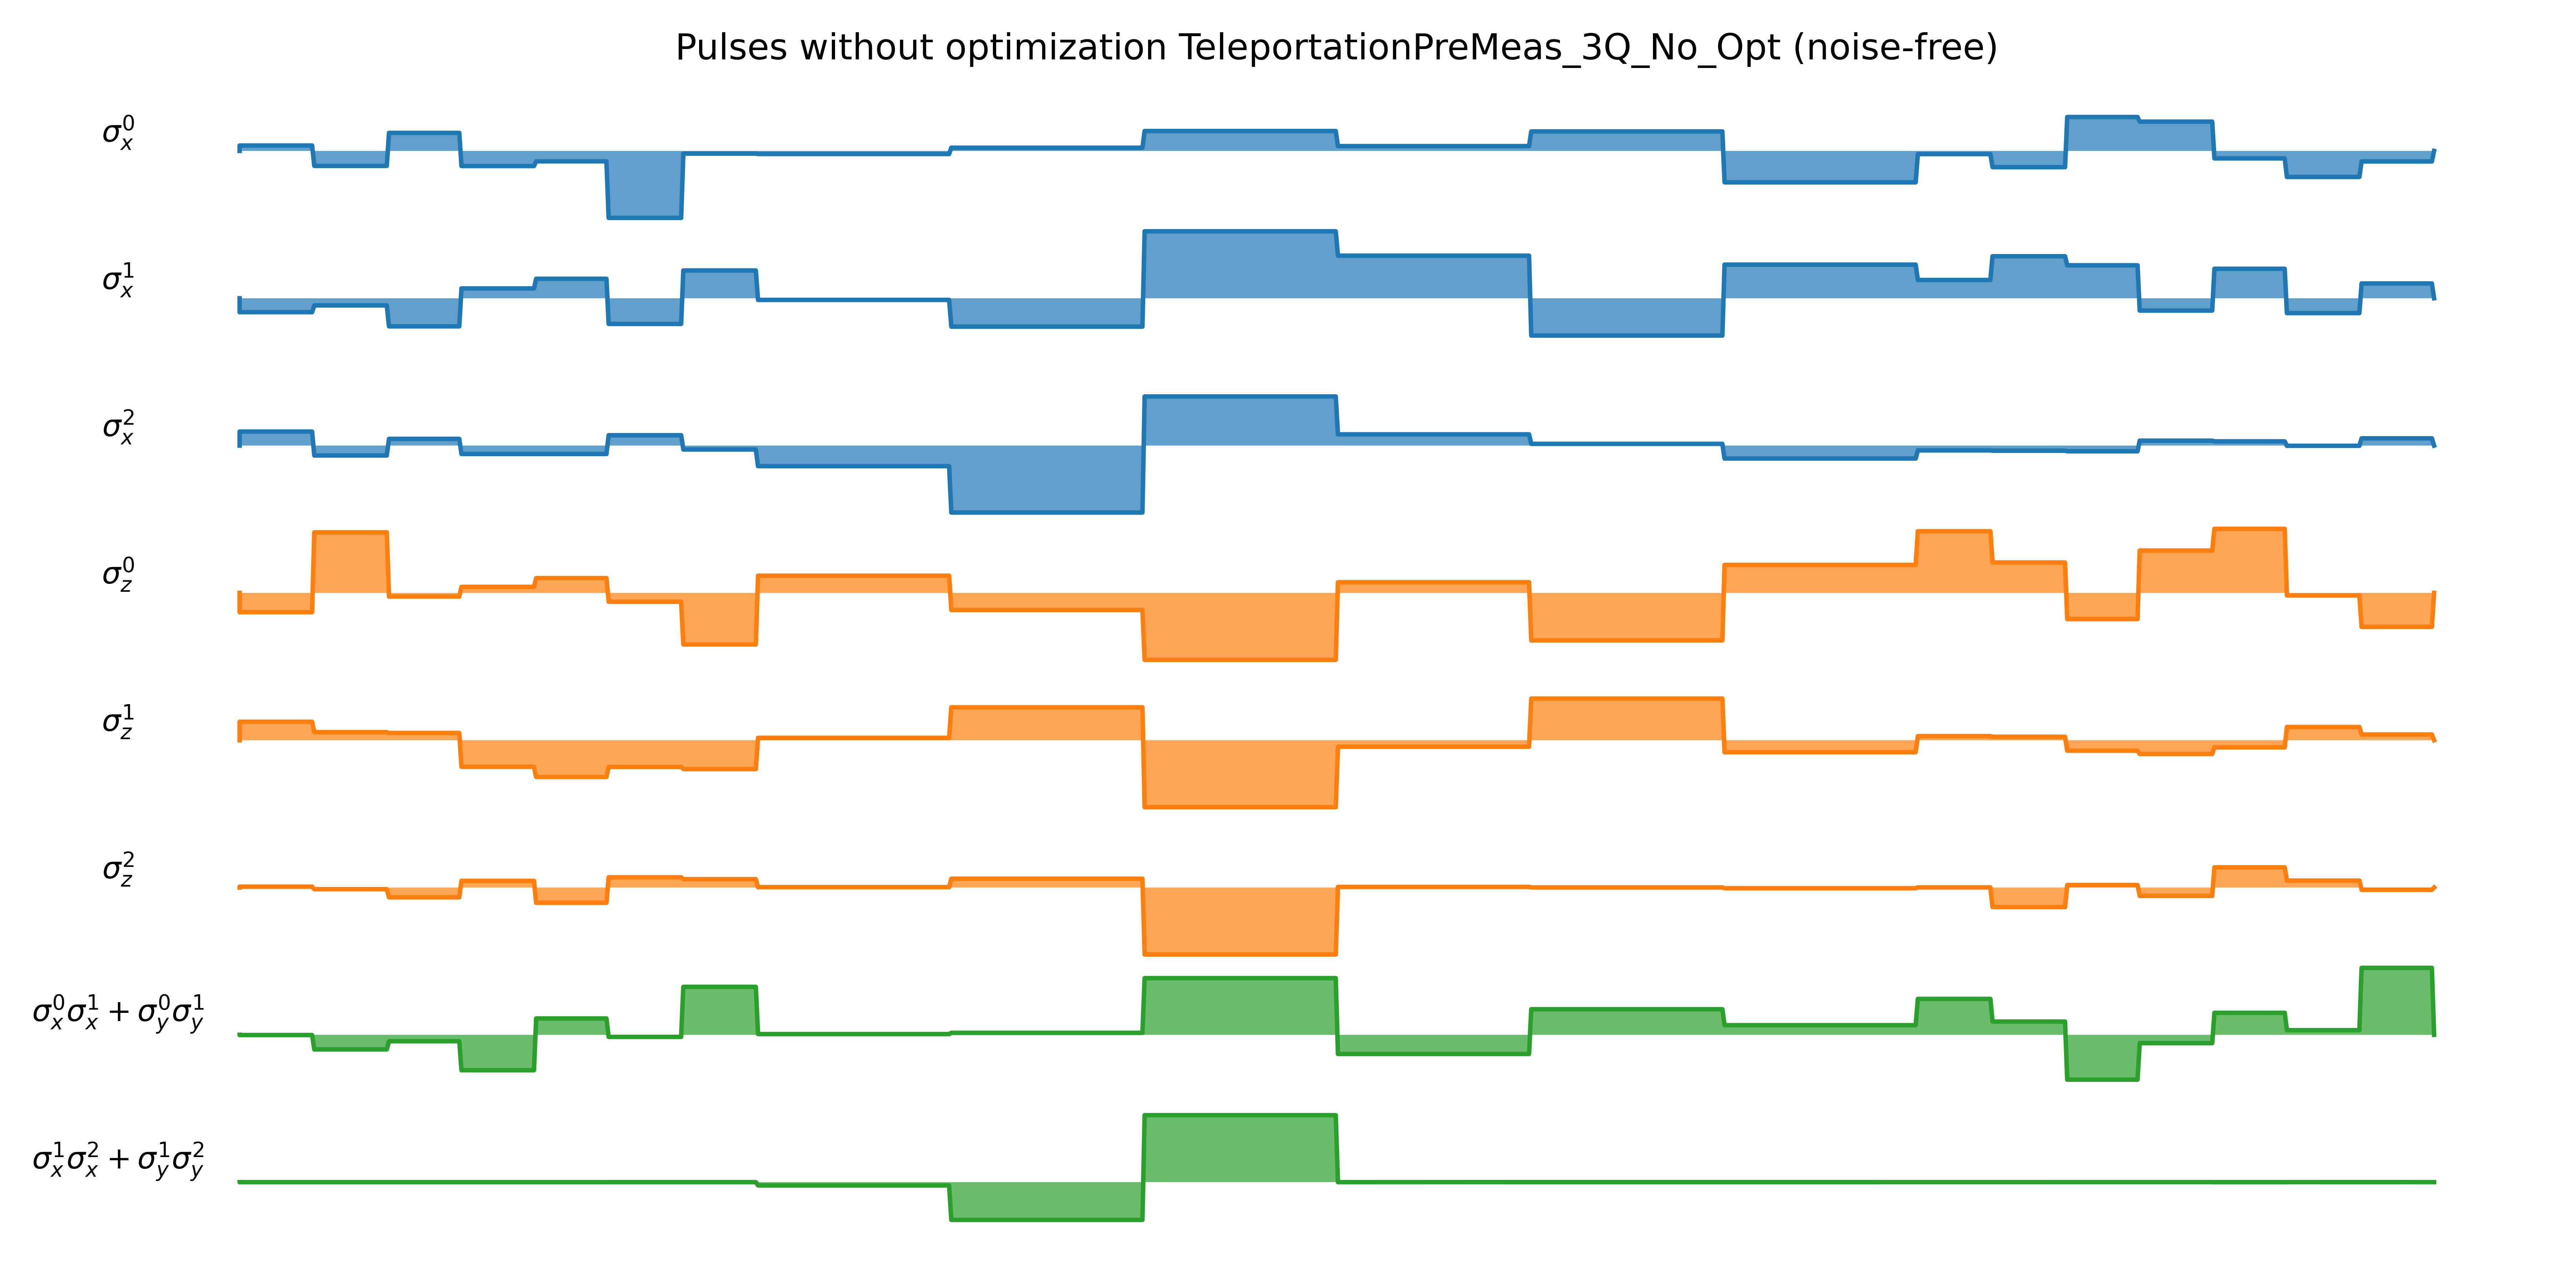 Pulses without optimization TeleportationPreMeas_3Q_No_Opt (noise-free)
σ_x^0
σ_x^1
σ_x^2
σ_z^0
σ_z^1
σ_z^2
σ_x^0σ_x^1 + σ_y^0σ_y^1
σ_x^1σ_x^2 + σ_y^1σ_y^2